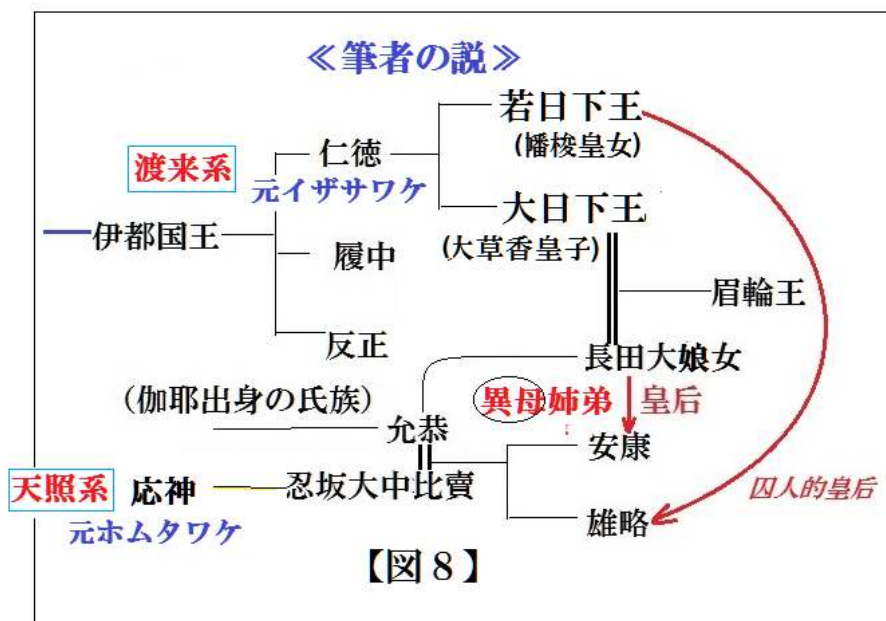 ≪筆者の説≫
若日下王
(幡梭皇女)
渡来系
仁徳
元イザサワケ
大日下王
(大草香皇子)
伊都国王
履中
眉輪王
反正
長田大娘女
(伽耶出身の氏族)
異母姉弟
皇后
允恭
安康
天照系
応神
忍坂大中比賣
囚人的皇后
元ホムタワケ
雄略
【図8】